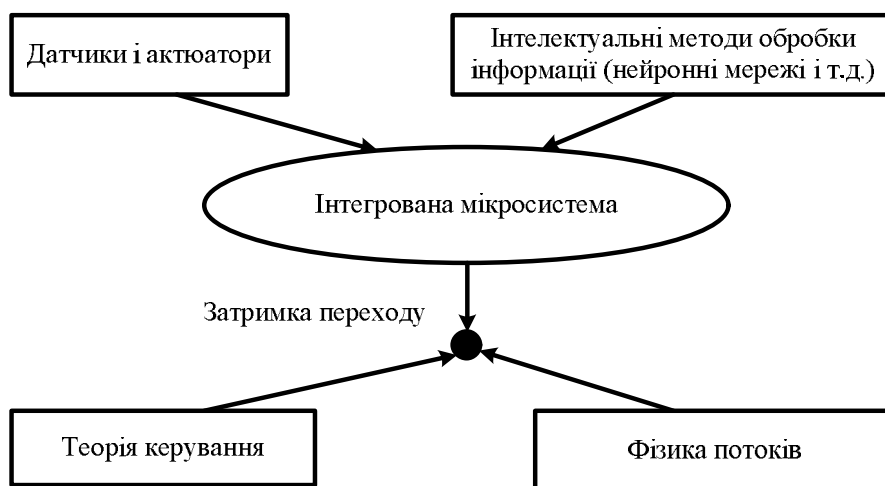 Датчики і актюатори
Інтелектуальні методи обробки
інформації (нейронні мережі і т.д.)
Інтегрована мікросистема
Затримка переходу
Теорія керування
Фізика потоків